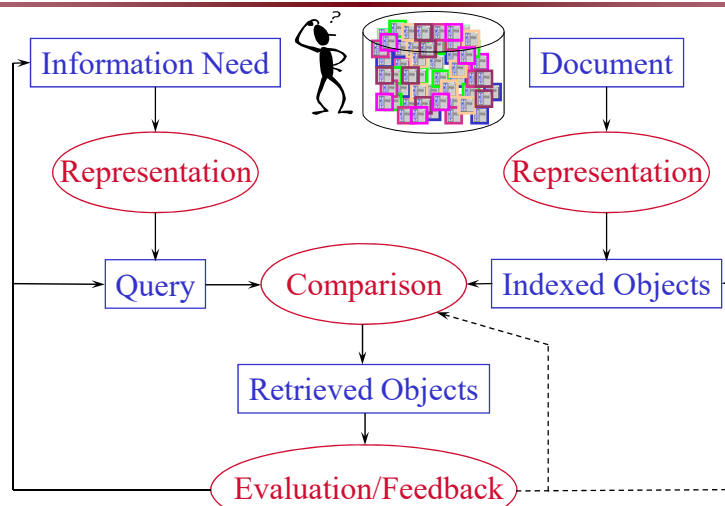 ?
Information Need
Document
Representation
Representation
Query
Comparison
Indexed Objects
Retrieved Objects
Evaluation/Feedback